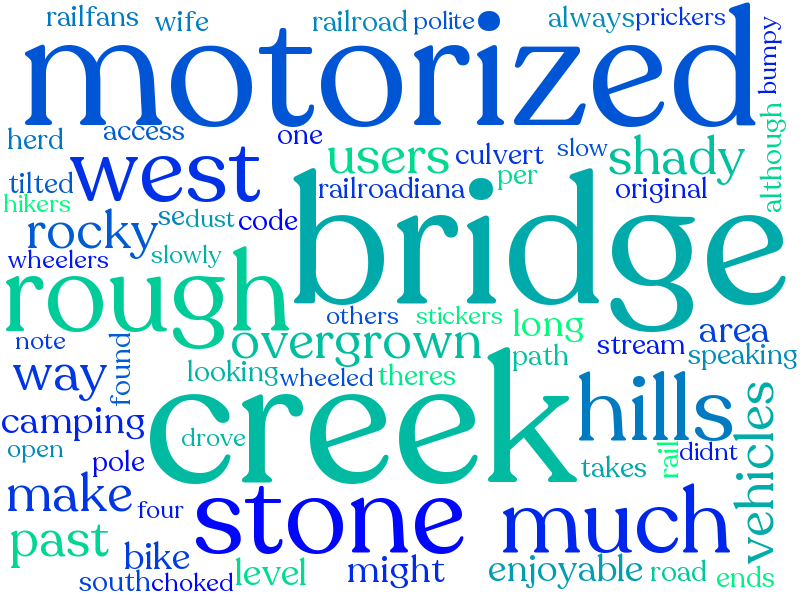 railfans
wife
railroad
polite
always
prickers
motorized
bumpy
herd
access
one
users
culvert
slow
shady
although
tilted
west
railroadiana
per
original
hikers
rocky
se
dust
code
bridge
wheelers
slowly
rough
others
stickers
long
note
found
overgrown
path
stream
area
speaking
way
looking
wheeled
theres
creek
hills
vehicles
camping
drove
open
pole
takes
rail
didnt
make
four
stone
much
past
bike
south
choked
level
might
enjoyable
road
ends